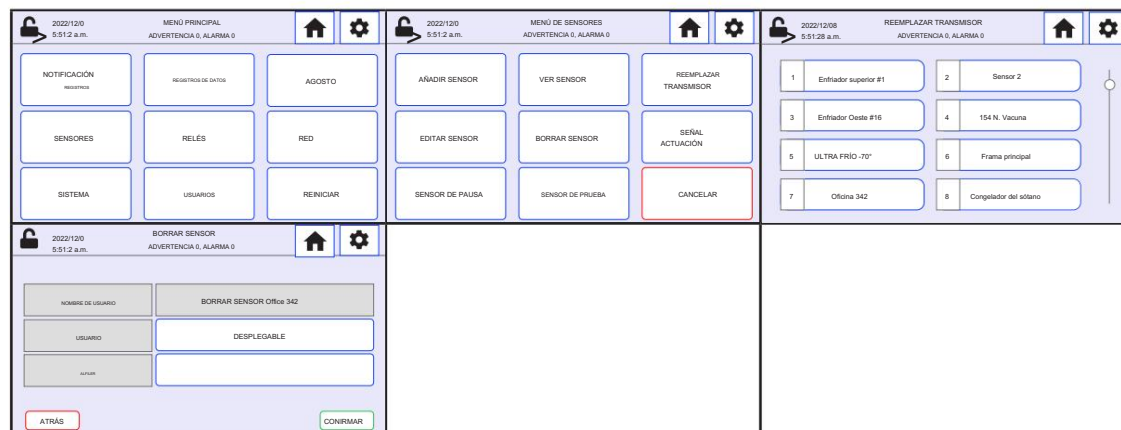 2022/12/0
5:51:2 a.m.
MENÚ PRINCIPAL
ADVERTENCIA 0, ALARMA 0
NOTIFICACIÓN
REGISTROS
REGISTROS DE DATOS
AGOSTO
SENSORES
RELÉS
RED
SISTEMA
USUARIOS
REINICIAR
2022/12/0
5:51:2 a.m.
MENÚ DE SENSORES
ADVERTENCIA 0, ALARMA 0
AÑADIR SENSOR
VER SENSOR
REEMPLAZAR
TRANSMISOR
EDITAR SENSOR
BORRAR SENSOR
SEÑAL
ACTUACIÓN
SENSOR DE PAUSA
SENSOR DE PRUEBA
CANCELAR
2022/12/08
5:51:28 a.m.
REEMPLAZAR TRANSMISOR
ADVERTENCIA 0, ALARMA 0
1 Enfriador superior #1
2 Sensor 2
3 Enfriador Oeste #16
4 154 N. Vacuna
5 ULTRA FRÍO -70°
6 Frama principal
7 Oficina 342
8 Congelador del sótano
2022/12/0
5:51:2 a.m.
BORRAR SENSOR
ADVERTENCIA 0, ALARMA 0
NOMBRE DE USUARIO
BORRAR SENSOR Office 342
USUARIO
DESPLEGABLE
ALFILER
ATRÁS
CONIRMAR